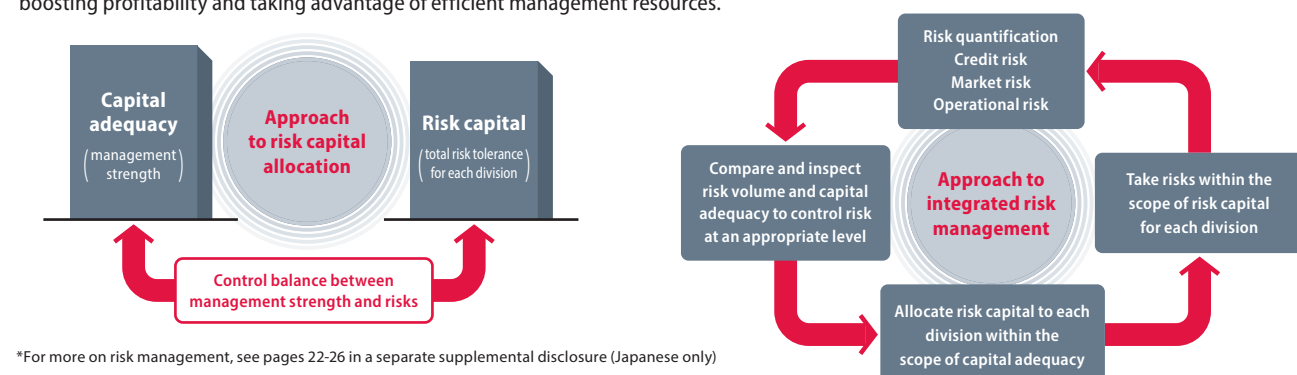 boosting profitability and taking advantage of efficient management resources.
Capital
adequacy
(management
strength)
Approach
to risk capital
allocation
Risk capital
(total risk tolerance
for each division)
Control balance between
management strength and risks
*For more on risk management, see pages 22-26 in a separate supplemental disclosure (Japanese only)
Risk quantification
Credit risk
Market risk
Operational risk
Compare and inspect
risk volume and capital
adequacy to control risk
at an appropriate level
Approach to
integrated risk
management
Take risks within the
scope of risk capital
for each division
Allocate risk capital to each
division within the
scope of capital adequacy